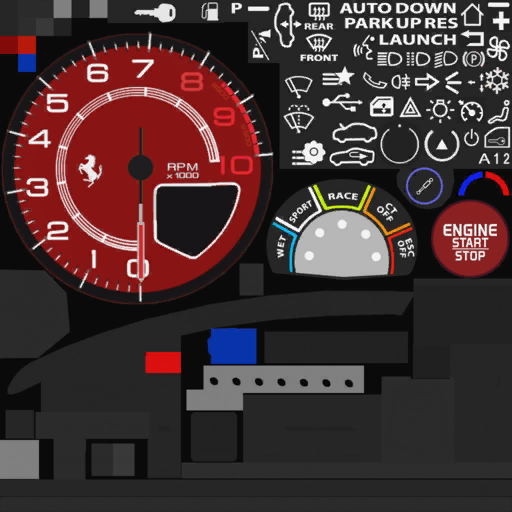 P
REAR
AUTO DOWN
PARK UP RES
LAUNCH
FRONT
P/
(P)
A12
0
1
2
3
4
5
6
7
8
9
10
RPM
x1000
WET
SPORT
RACE
CT
OFF
ESC
OFF
ENGINE
START
STOP